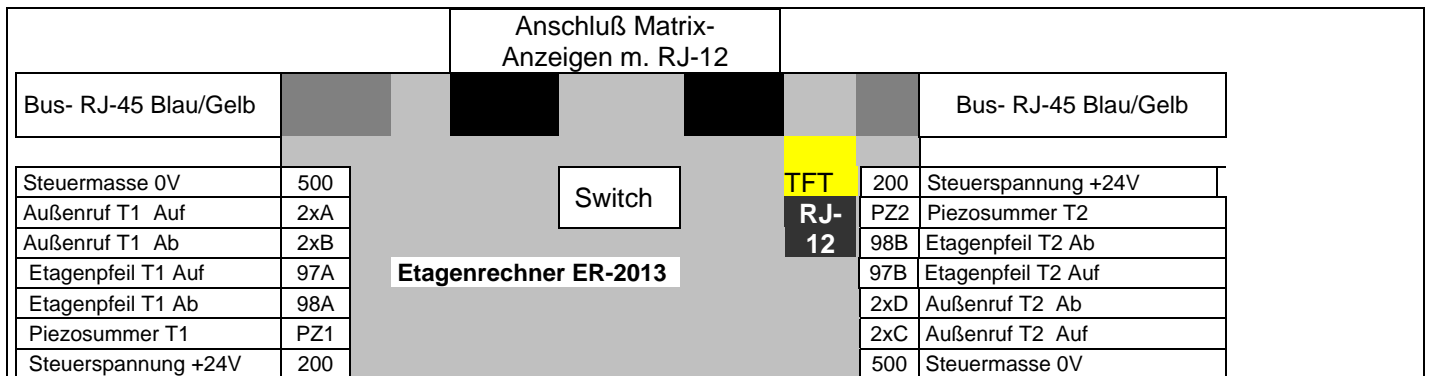 Anschluß Matrix-
Anzeigen m. RJ-12
Bus- RJ-45 Blau/Gelb
Bus- RJ-45 Blau/Gelb
Steuermasse 0V 500 Switch TFT 200 Steuerspannung +24V
Außenruf T1 Auf 2xA RJ- PZ2 Piezosummer T2
Außenruf T1 Ab 2xB 12 98B Etagenpfeil T2 Ab
Etagenpfeil T1 Auf 97A Etagenrechner ER-2013 97B Etagenpfeil T2 Auf
Etagenpfeil T1 Ab 98A 2xD Außenruf T2 Ab
Piezosummer T1 PZ1 2xC Außenruf T2 Auf
Steuerspannung +24V 200 500 Steuermasse 0V